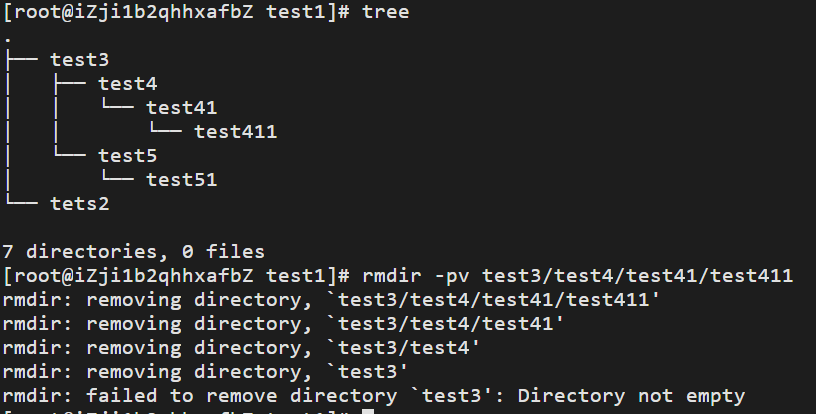 [root@iZji1b2qhhxafbZ test1]# tree
.
├── test3
│   ├── test4
│   │   └── test41
│   │       └── test411
│   └── test5
│       └── test51
└── tets2

7 directories, 0 files
[root@iZji1b2qhhxafbZ test1]# rmdir -pv test3/test4/test41/test411
rmdir: removing directory, `test3/test4/test41/test411'
rmdir: removing directory, `test3/test4/test41'
rmdir: removing directory, `test3/test4'
rmdir: removing directory, `test3'
rmdir: failed to remove directory `test3': Directory not empty